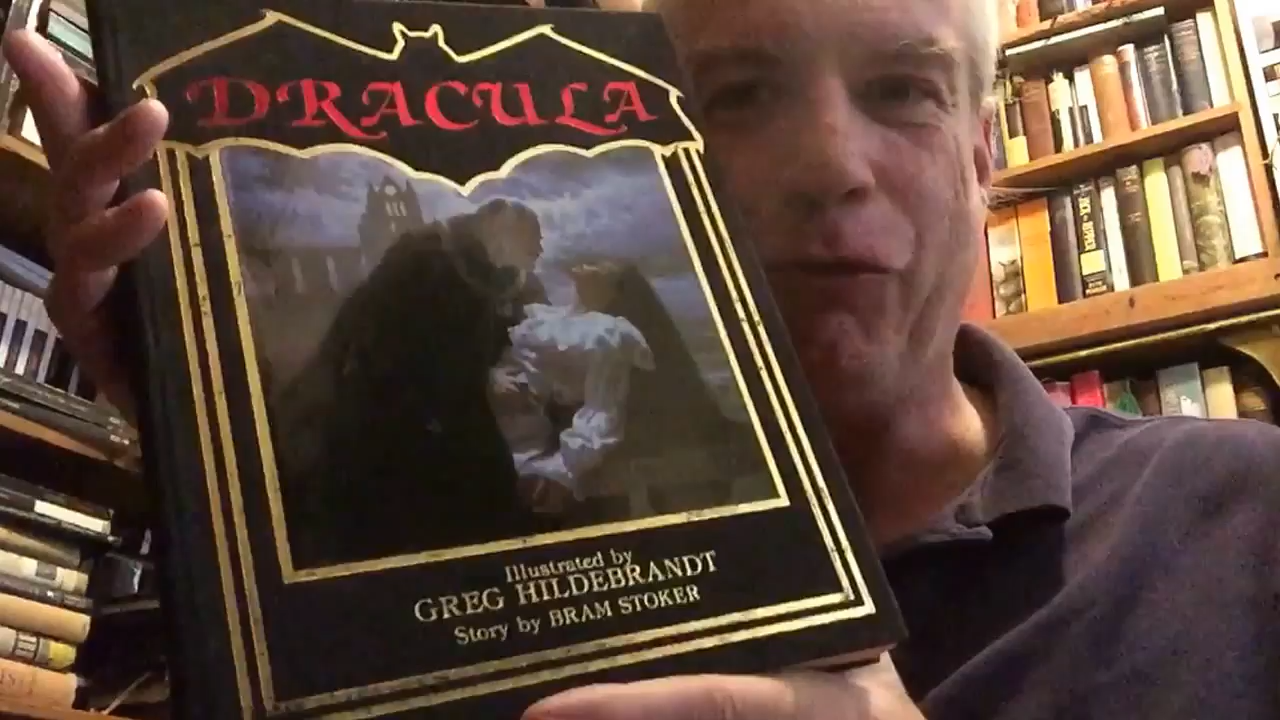 DRACULA
Illustrated by
GREG HILDEBRANDT
Story by BRAM STOKER